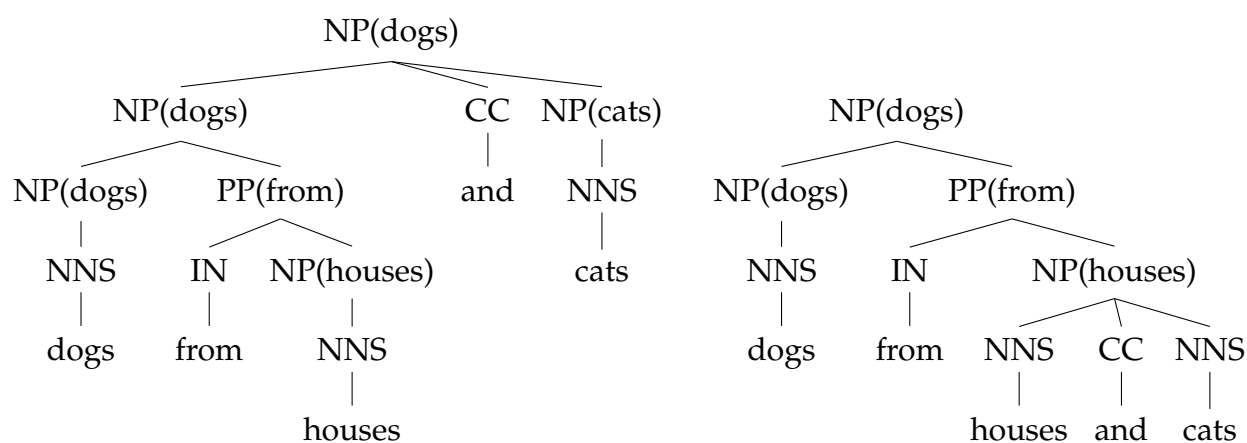 NP(dogs)
NP(dogs) CC NP(cats) NP(dogs)
NP(dogs) PP(from) and NNS NP(dogs) PP(from)
NNS IN NP(houses) cats NNS IN NP(houses)
dogs from NNS dogs from NNS CC NNS
houses houses and cats